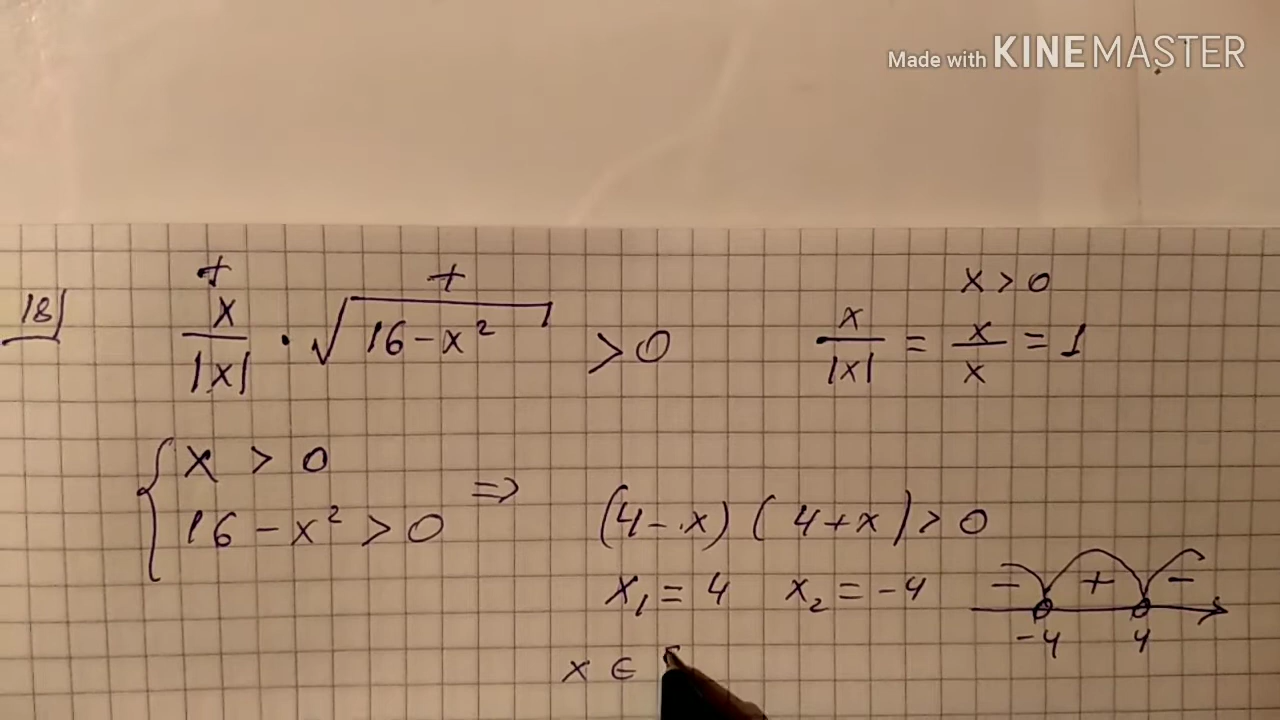 Made with KINEMASTER
+ +
18) x/|x| · √(16 - x²) > 0
x > 0
x/|x| = x/x = 1
{ x > 0
16 - x² > 0 ⇒ (4 - x) (4 + x) > 0
x₁ = 4 x₂ = -4
- + -
-4 4
x ∈